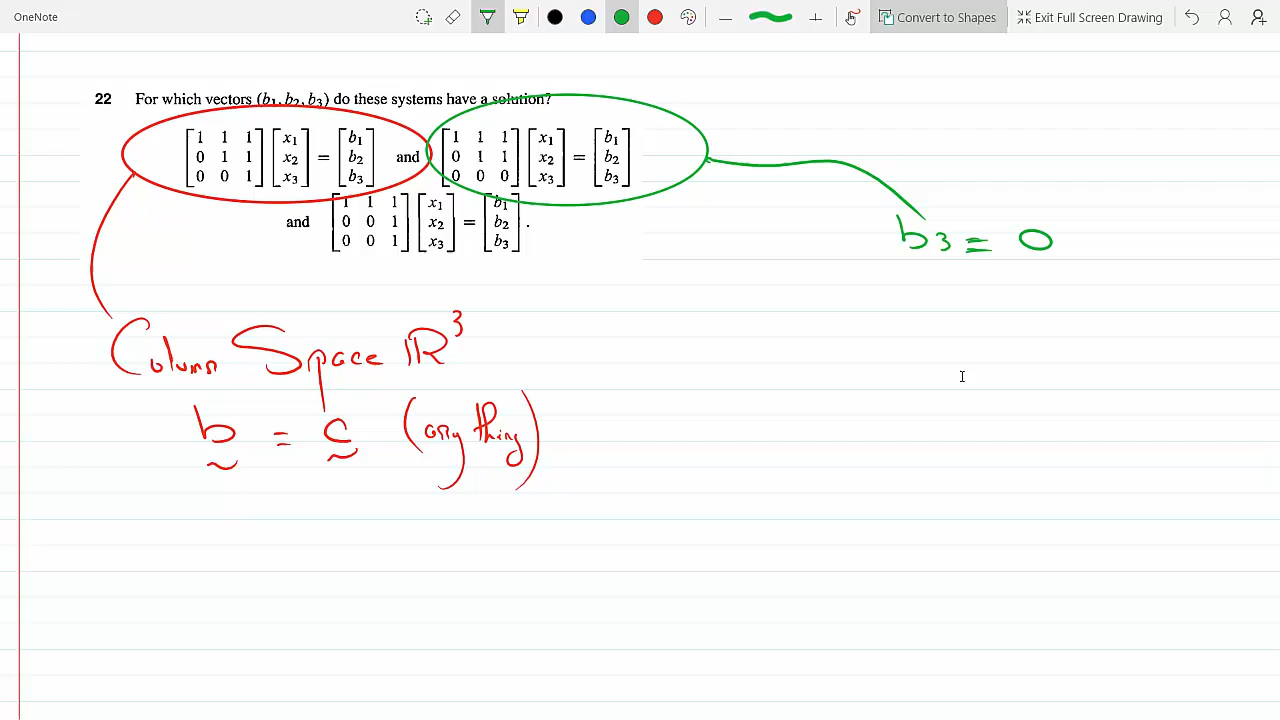 OneNote
Convert to Shapes
Exit Full Screen Drawing
22 For which vectors (b1, b2, b3) do these systems have a solution?
[1 1 1] [x1] [b1] [1 1 1] [x1] [b1]
[0 1 1] [x2] = [b2] and [0 1 1] [x2] = [b2]
[0 0 1] [x3] [b3] [0 0 0] [x3] [b3]
[1 1 1] [x1] [b1]
and [0 0 1] [x2] = [b2] .
[0 0 1] [x3] [b3]
b3 = 0
Column Space ℝ³
b = c (any thing)